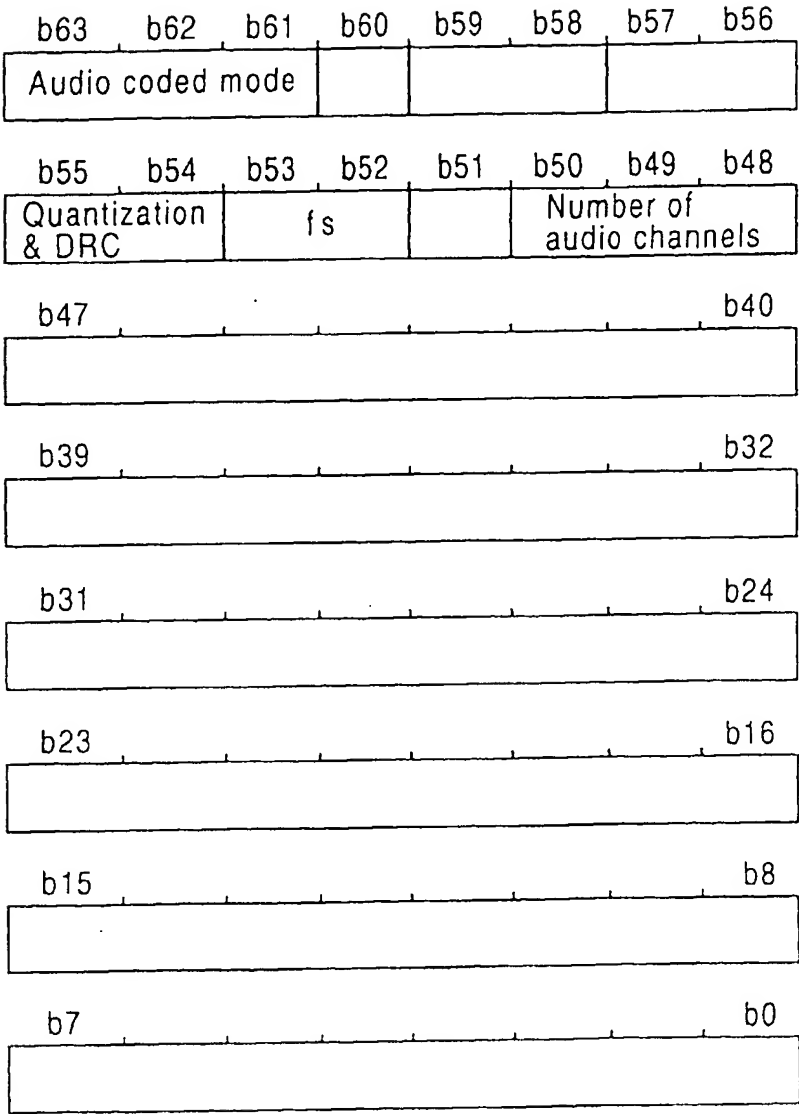 b63 b62 b61 b60 b59 b58 b57 b56
Audio coded mode
b55 b54 b53 b52 b51 b50 b49 b48
Quantization
& DRC
fs
Number of
audio channels
b47 b40
b39 b32
b31 b24
b23 b16
b15 b8
b7 b0